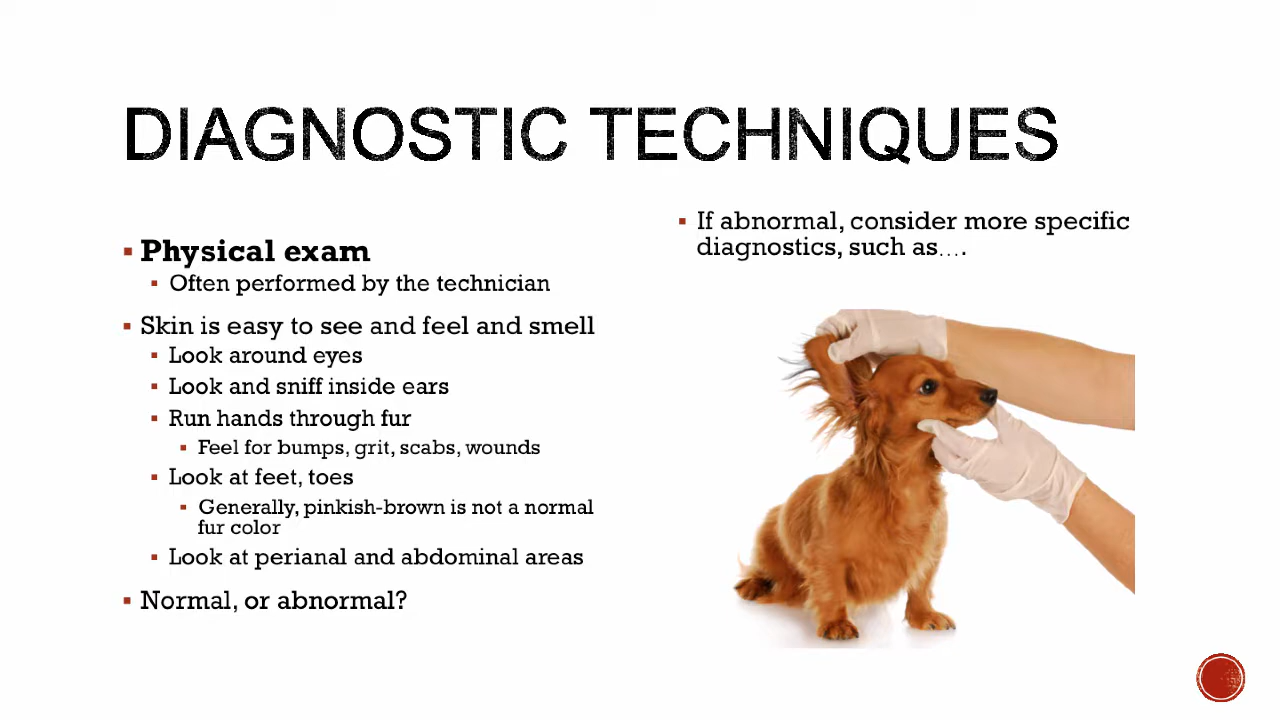 DIAGNOSTIC TECHNIQUES
Physical exam
Often performed by the technician
Skin is easy to see and feel and smell
Look around eyes
Look and sniff inside ears
Run hands through fur
Feel for bumps, grit, scabs, wounds
Look at feet, toes
Generally, pinkish-brown is not a normal
fur color
Look at perianal and abdominal areas
Normal, or abnormal?
If abnormal, consider more specific
diagnostics, such as….